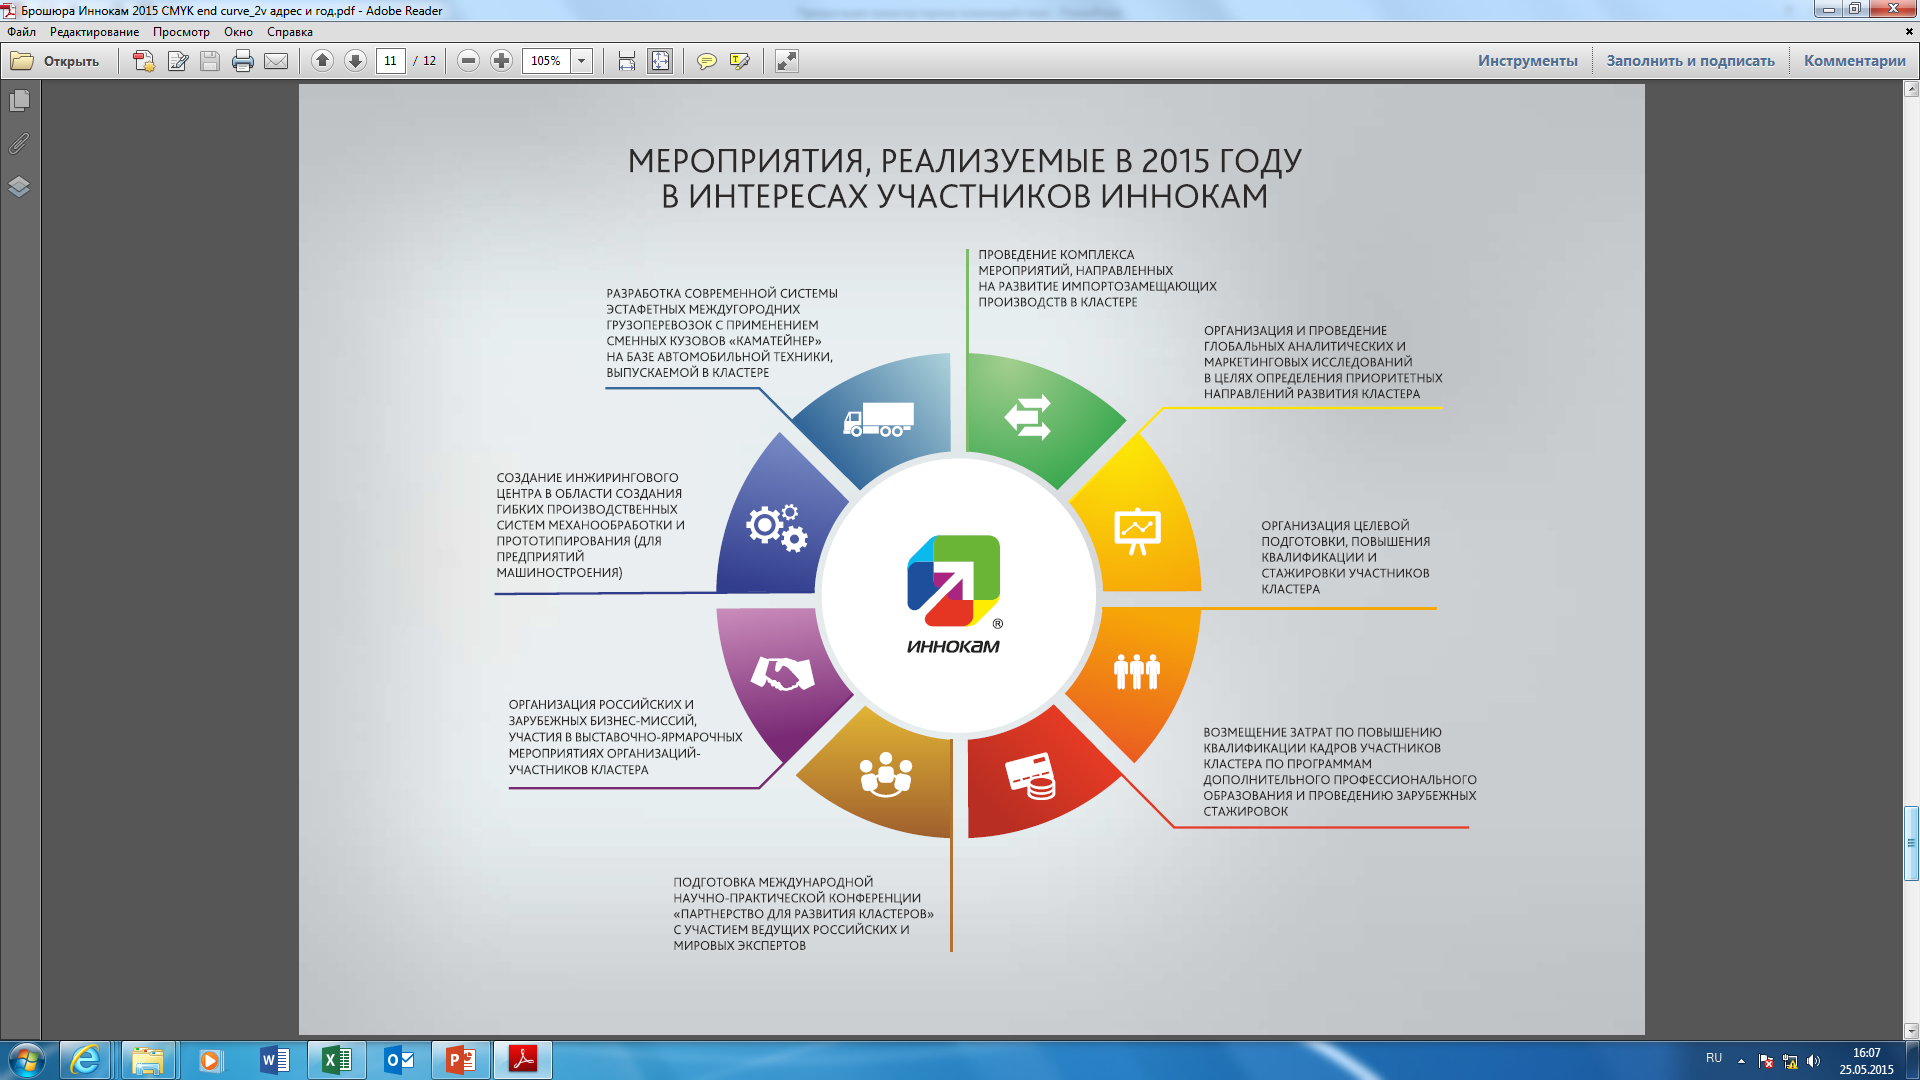 Брошюра Иннокам 2015 CMYK end curve_2v адрес и год.pdf - Adobe Reader
Файл Редактирование Просмотр Окно Справка
Открыть 11 / 12 105% Инструменты Заполнить и подписать Комментарии
МЕРОПРИЯТИЯ, РЕАЛИЗУЕМЫЕ В 2015 ГОДУ
В ИНТЕРЕСАХ УЧАСТНИКОВ ИННОКАМ
ПРОВЕДЕНИЕ КОМПЛЕКСА
МЕРОПРИЯТИЙ, НАПРАВЛЕННЫХ
НА РАЗВИТИЕ ИМПОРТОЗАМЕЩАЮЩИХ
ПРОИЗВОДСТВ В КЛАСТЕРЕ
ОРГАНИЗАЦИЯ И ПРОВЕДЕНИЕ
ГЛОБАЛЬНЫХ АНАЛИТИЧЕСКИХ И
МАРКЕТИНГОВЫХ ИССЛЕДОВАНИЙ
В ЦЕЛЯХ ОПРЕДЕЛЕНИЯ ПРИОРИТЕТНЫХ
НАПРАВЛЕНИЙ РАЗВИТИЯ КЛАСТЕРА
ОРГАНИЗАЦИЯ ЦЕЛЕВОЙ
ПОДГОТОВКИ, ПОВЫШЕНИЯ
КВАЛИФИКАЦИИ И
СТАЖИРОВКИ УЧАСТНИКОВ
КЛАСТЕРА
ВОЗМЕЩЕНИЕ ЗАТРАТ ПО ПОВЫШЕНИЮ
КВАЛИФИКАЦИИ КАДРОВ УЧАСТНИКОВ
КЛАСТЕРА ПО ПРОГРАММАМ
ДОПОЛНИТЕЛЬНОГО ПРОФЕССИОНАЛЬНОГО
ОБРАЗОВАНИЯ И ПРОВЕДЕНИЮ ЗАРУБЕЖНЫХ
СТАЖИРОВОК
ПОДГОТОВКА МЕЖДУНАРОДНОЙ
НАУЧНО-ПРАКТИЧЕСКОЙ КОНФЕРЕНЦИИ
«ПАРТНЕРСТВО ДЛЯ РАЗВИТИЯ КЛАСТЕРОВ»
С УЧАСТИЕМ ВЕДУЩИХ РОССИЙСКИХ И
МИРОВЫХ ЭКСПЕРТОВ
ОРГАНИЗАЦИЯ РОССИЙСКИХ И
ЗАРУБЕЖНЫХ БИЗНЕС-МИССИЙ,
УЧАСТИЯ В ВЫСТАВОЧНО-ЯРМАРОЧНЫХ
МЕРОПРИЯТИЯХ ОРГАНИЗАЦИЙ-
УЧАСТНИКОВ КЛАСТЕРА
СОЗДАНИЕ ИНЖИРИНГОВОГО
ЦЕНТРА В ОБЛАСТИ СОЗДАНИЯ
ГИБКИХ ПРОИЗВОДСТВЕННЫХ
СИСТЕМ МЕХАНООБРАБОТКИ И
ПРОТОТИПИРОВАНИЯ (ДЛЯ
ПРЕДПРИЯТИЙ
МАШИНОСТРОЕНИЯ)
РАЗРАБОТКА СОВРЕМЕННОЙ СИСТЕМЫ
ЭСТАФЕТНЫХ МЕЖДУГОРОДНИХ
ГРУЗОПЕРЕВОЗОК С ПРИМЕНЕНИЕМ
СМЕННЫХ КУЗОВОВ «КАМАТЕЙНЕР»
НА БАЗЕ АВТОМОБИЛЬНОЙ ТЕХНИКИ,
ВЫПУСКАЕМОЙ В КЛАСТЕРЕ
®
ИННОКАМ
RU
16:07
25.05.2015